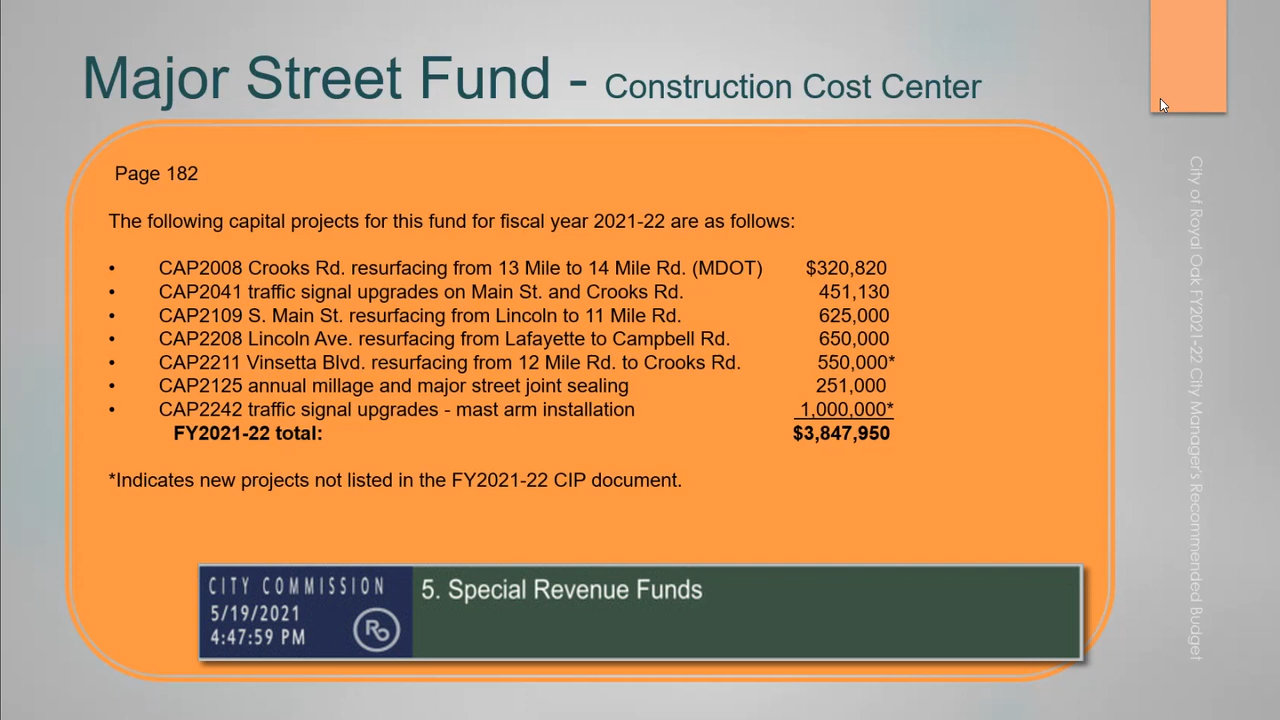 Major Street Fund - Construction Cost Center
Page 182
The following capital projects for this fund for fiscal year 2021-22 are as follows:
• CAP2008 Crooks Rd. resurfacing from 13 Mile to 14 Mile Rd. (MDOT) $320,820
• CAP2041 traffic signal upgrades on Main St. and Crooks Rd. 451,130
• CAP2109 S. Main St. resurfacing from Lincoln to 11 Mile Rd. 625,000
• CAP2208 Lincoln Ave. resurfacing from Lafayette to Campbell Rd. 650,000
• CAP2211 Vinsetta Blvd. resurfacing from 12 Mile Rd. to Crooks Rd. 550,000*
• CAP2125 annual millage and major street joint sealing 251,000
• CAP2242 traffic signal upgrades - mast arm installation 1,000,000*
FY2021-22 total: $3,847,950
*Indicates new projects not listed in the FY2021-22 CIP document.
CITY COMMISSION
5/19/2021
4:47:59 PM
RO
5. Special Revenue Funds
City of Royal Oak FY2021-22 City Manager's Recommended Budget